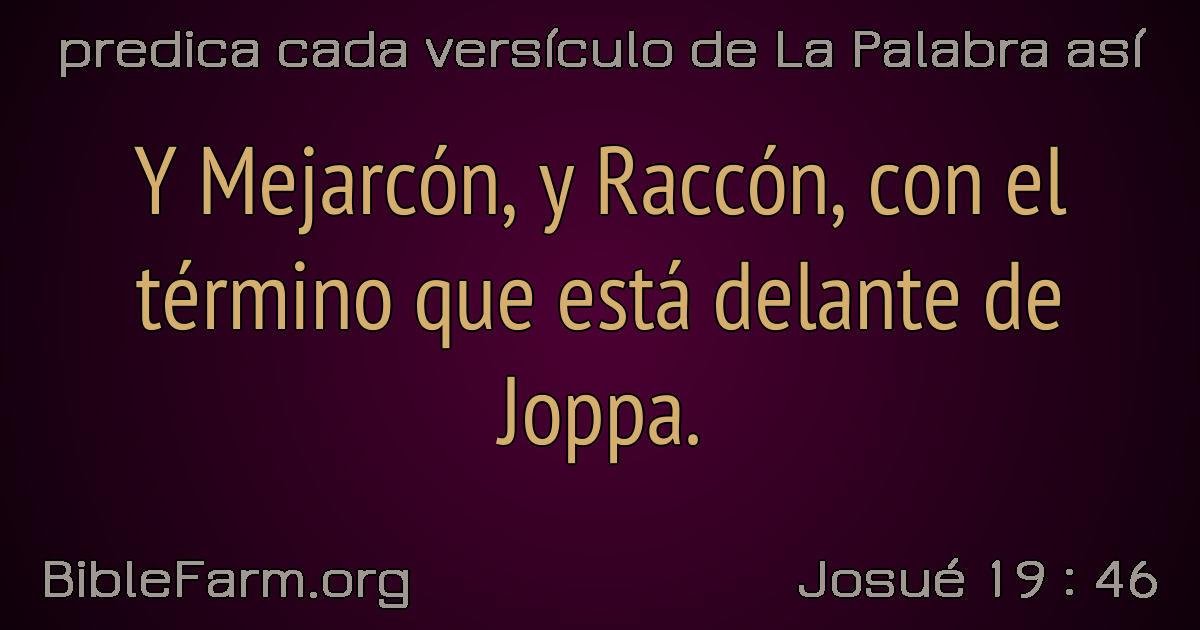 predica cada versículo de La Palabra así
Y Mejarcón, y Raccón, con el
término que está delante de
Joppa.
BibleFarm.org
Josué 19 : 46